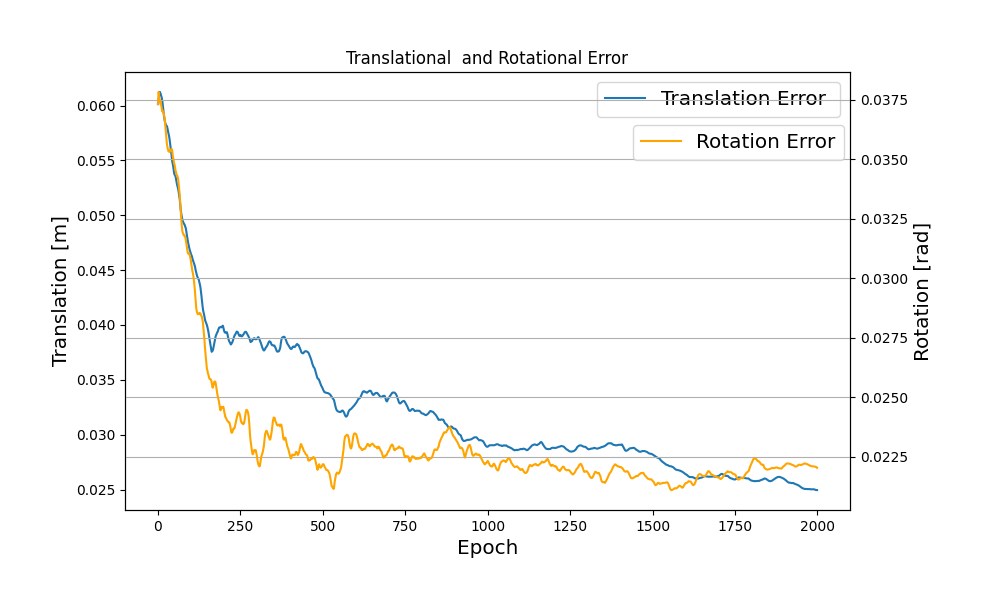 Translational  and Rotational Error
Translation Error
Rotation Error
0.060
0.055
0.050
0.045
0.040
0.035
0.030
0.025
Translation [m]
0.0375
0.0350
0.0325
0.0300
0.0275
0.0250
0.0225
Rotation [rad]
0 250 500 750 1000 1250 1500 1750 2000
Epoch